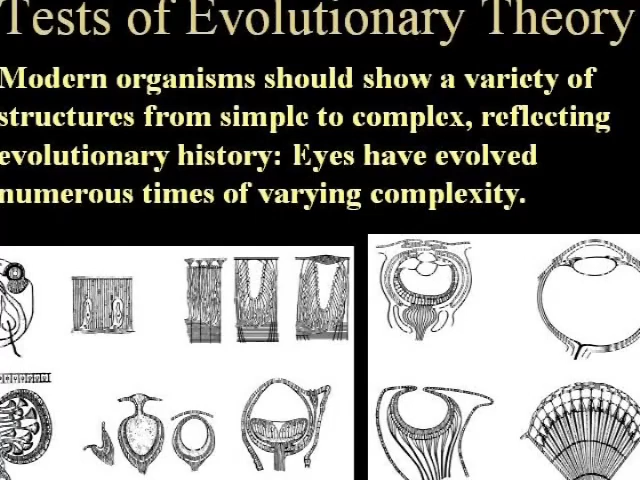 Tests of Evolutionary Theory
Modern organisms should show a variety of
structures from simple to complex, reflecting
evolutionary history: Eyes have evolved
numerous times of varying complexity.